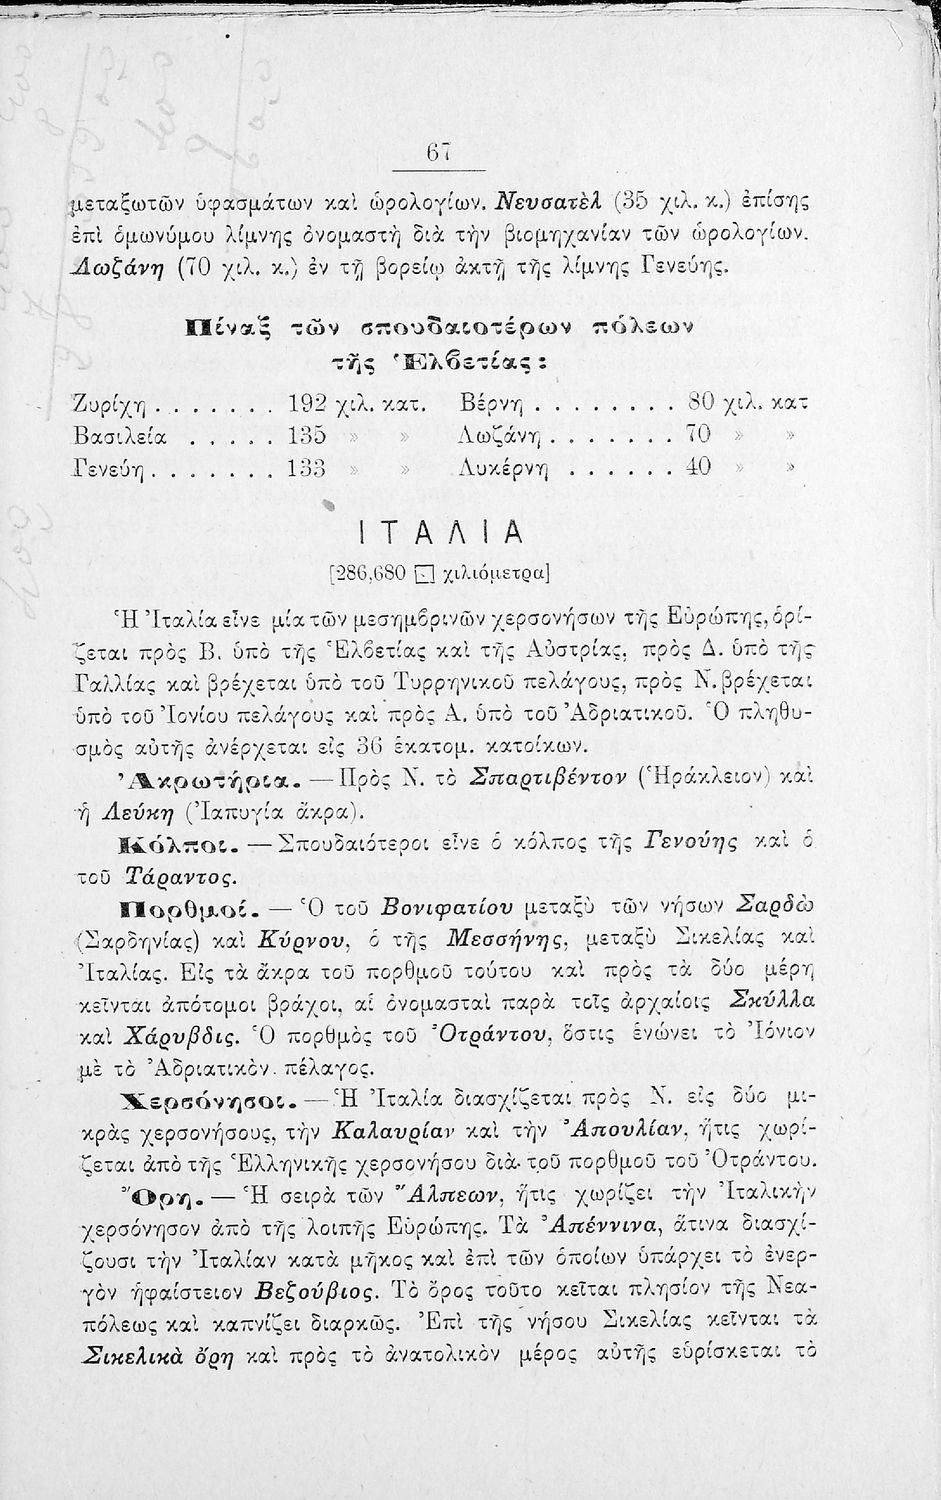 67
μεταξωτῶν ὑφασμάτων καὶ ὡρολογίων. Νευσατὲλ (35 χιλ. κ.) ἐπίσης
ἐπὶ ὁμωνύμου λίμνης ὀνομαστὴ διὰ τὴν βιομηχανίαν τῶν ὡρολογίων.
Λωζάνη (70 χιλ. κ.) ἐν τῇ βορείῳ ἀκτῇ τῆς λίμνης Γενεύης.
Πίναξ τῶν σπουδαιοτέρων πόλεων
τῆς Ἑλβετίας :
Ζυρίχη . . . . . . . 192 χιλ. κατ. Βέρνη . . . . . . . . 80 χιλ. κατ
Βασιλεία . . . . . 135 » » Λωζάνη . . . . . . . 70 » »
Γενεύη . . . . . . . 133 » » Λυκέρνη . . . . . . 40 » »
ΙΤΑΛΙΑ
[286,680 □ χιλιόμετρα]
Ἡ Ἰταλία εἶνε μία τῶν μεσημβρινῶν χερσονήσων τῆς Εὐρώπης, ὁρί-
ζεται πρὸς Β. ὑπὸ τῆς Ἑλβετίας καὶ τῆς Αὐστρίας, πρὸς Δ. ὑπὸ τῆς
Γαλλίας καὶ βρέχεται ὑπὸ τοῦ Τυρρηνικοῦ πελάγους, πρὸς Ν. βρέχεται
ὑπὸ τοῦ Ἰονίου πελάγους καὶ πρὸς Α. ὑπὸ τοῦ Ἀδριατικοῦ. Ὁ πληθυ-
σμὸς αὐτῆς ἀνέρχεται εἰς 36 ἑκατομ. κατοίκων.
Ἀκρωτήρια. — Πρὸς Ν. τὸ Σπαρτιβέντον (Ἡράκλειον) καὶ
ἡ Λεύκη (Ἰαπυγία ἄκρα).
Κόλποι. — Σπουδαιότεροι εἶνε ὁ κόλπος τῆς Γενούης καὶ ὁ
τοῦ Τάραντος.
Πορθμοί. — Ὁ τοῦ Βονιφατίου μεταξὺ τῶν νήσων Σαρδὼ
(Σαρδηνίας) καὶ Κύρνου, ὁ τῆς Μεσσήνης, μεταξὺ Σικελίας καὶ
Ἰταλίας. Εἰς τὰ ἄκρα τοῦ πορθμοῦ τούτου καὶ πρὸς τὰ δύο μέρη
κεῖνται ἀπότομοι βράχοι, αἱ ὀνομασταὶ παρὰ τοῖς ἀρχαίοις Σκύλλα
καὶ Χάρυβδις. Ὁ πορθμὸς τοῦ Ὀτράντου, ὅστις ἑνώνει τὸ Ἰόνιον
μὲ τὸ Ἀδριατικὸν πέλαγος.
Χερσόνησοι. — Ἡ Ἰταλία διασχίζεται πρὸς Ν. εἰς δύο μι-
κρὰς χερσονήσους, τὴν Καλαυρίαν καὶ τὴν Ἀπουλίαν, ἥτις χωρί-
ζεται ἀπὸ τῆς Ἑλληνικῆς χερσονήσου διὰ τοῦ πορθμοῦ τοῦ Ὀτράντου.
Ὄρη. — Ἡ σειρὰ τῶν Ἄλπεων, ἥτις χωρίζει τὴν Ἰταλικὴν
χερσόνησον ἀπὸ τῆς λοιπῆς Εὐρώπης. Τὰ Ἀπέννινα, ἅτινα διασχί-
ζουσι τὴν Ἰταλίαν κατὰ μῆκος καὶ ἐπὶ τῶν ὁποίων ὑπάρχει τὸ ἐνερ-
γὸν ἡφαίστειον Βεζούβιος. Τὸ ὄρος τοῦτο κεῖται πλησίον τῆς Νεα-
πόλεως καὶ καπνίζει διαρκῶς. Ἐπὶ τῆς νήσου Σικελίας κεῖνται τὰ
Σικελικὰ ὄρη καὶ πρὸς τὸ ἀνατολικὸν μέρος αὐτῆς εὑρίσκεται τὸ